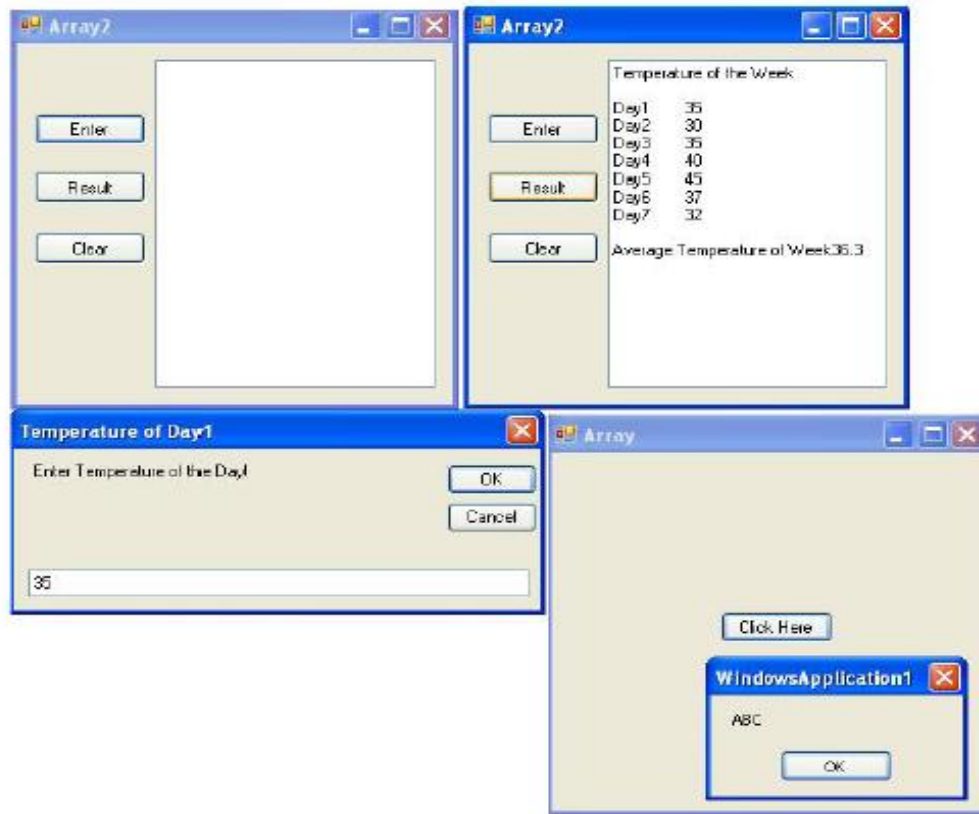 Array2
Enter
Result
Clear
Array2
Enter
Result
Clear
Temperature of the Week
Day1 35
Day2 30
Day3 35
Day4 40
Day5 45
Day6 37
Day7 32
Average Temperature of Week36.3
Temperature of Day1
Enter Temperature of the Day1
OK
Cancel
35
Array
Click Here
WindowsApplication1
ABC
OK